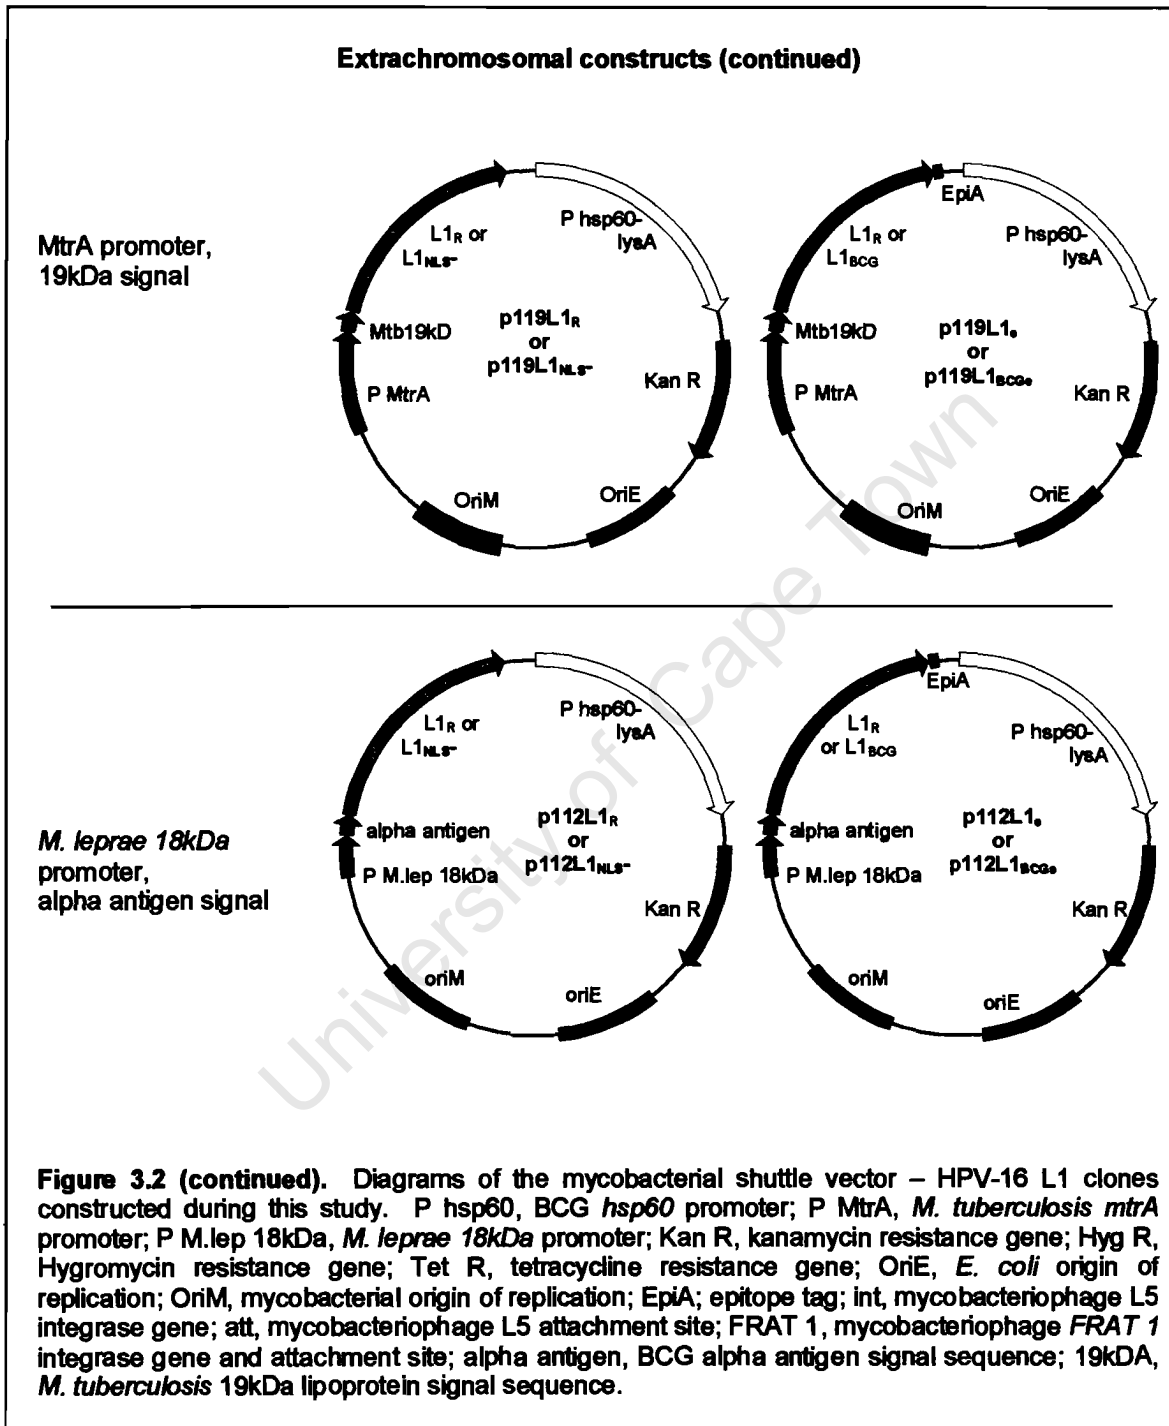 Extrachromosomal constructs (continued)
MtrA promoter,
19kDa signal
L1R or
L1NLS-
P hsp60-
lysA
Mtb19kD
p119L1R
or
p119L1NLS-
P MtrA
Kan R
OriM
OriE
EpiA
L1R or
L1BCG
P hsp60-
lysA
Mtb19kD
p119L1e
or
p119L1BCGe
P MtrA
Kan R
OriM
OriE
M. leprae 18kDa
promoter,
alpha antigen signal
L1R or
L1NLS-
P hsp60-
lysA
alpha antigen
p112L1R
or
p112L1NLS-
P M.lep 18kDa
Kan R
oriM
oriE
EpiA
L1R
or L1BCG
P hsp60-
lysA
alpha antigen
p112L1e
or
p112L1BCGe
P M.lep 18kDa
Kan R
oriM
oriE
University of Cape Town
Figure 3.2 (continued). Diagrams of the mycobacterial shuttle vector – HPV-16 L1 clones
constructed during this study. P hsp60, BCG hsp60 promoter; P MtrA, M. tuberculosis mtrA
promoter; P M.lep 18kDa, M. leprae 18kDa promoter; Kan R, kanamycin resistance gene; Hyg R,
Hygromycin resistance gene; Tet R, tetracycline resistance gene; OriE, E. coli origin of
replication; OriM, mycobacterial origin of replication; EpiA; epitope tag; int, mycobacteriophage L5
integrase gene; att, mycobacteriophage L5 attachment site; FRAT 1, mycobacteriophage FRAT 1
integrase gene and attachment site; alpha antigen, BCG alpha antigen signal sequence; 19kDA,
M. tuberculosis 19kDa lipoprotein signal sequence.